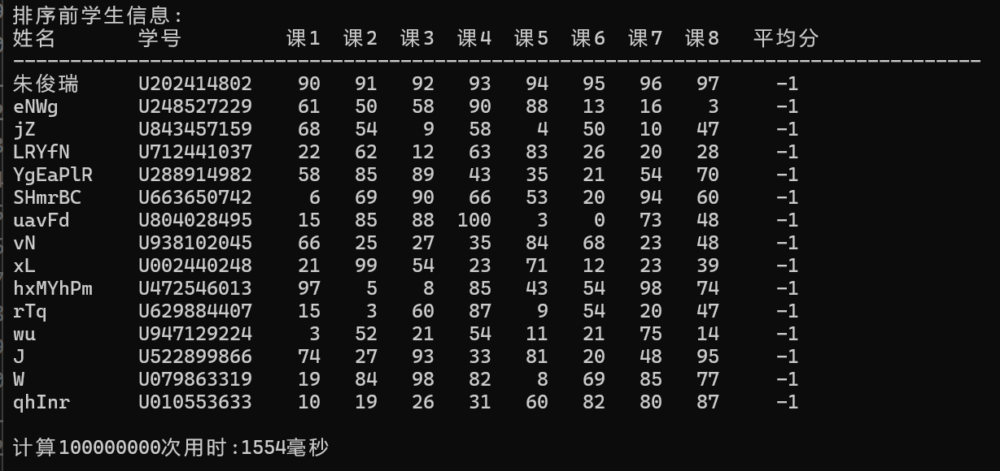 排序前学生信息:
姓名 学号 课1 课2 课3 课4 课5 课6 课7 课8 平均分
-------------------------------------------------------------------------------------
朱俊瑞 U202414802 90 91 92 93 94 95 96 97 -1
eNWg U248527229 61 50 58 90 88 13 16 3 -1
jZ U843457159 68 54 9 58 4 50 10 47 -1
LRYfN U712441037 22 62 12 63 83 26 20 28 -1
YgEaPlR U288914982 58 85 89 43 35 21 54 70 -1
SHmrBC U663650742 6 69 90 66 53 20 94 60 -1
uavFd U804028495 15 85 88 100 3 0 73 48 -1
vN U938102045 66 25 27 35 84 68 23 48 -1
xL U002440248 21 99 54 23 71 12 23 39 -1
hxMYhPm U472546013 97 5 8 85 43 54 98 74 -1
rTq U629884407 15 3 60 87 9 54 20 47 -1
wu U947129224 3 52 21 54 11 21 75 14 -1
J U522899866 74 27 93 33 81 20 48 95 -1
W U079863319 19 84 98 82 8 69 85 77 -1
qhInr U010553633 10 19 26 31 60 82 80 87 -1
计算100000000次用时:1554毫秒